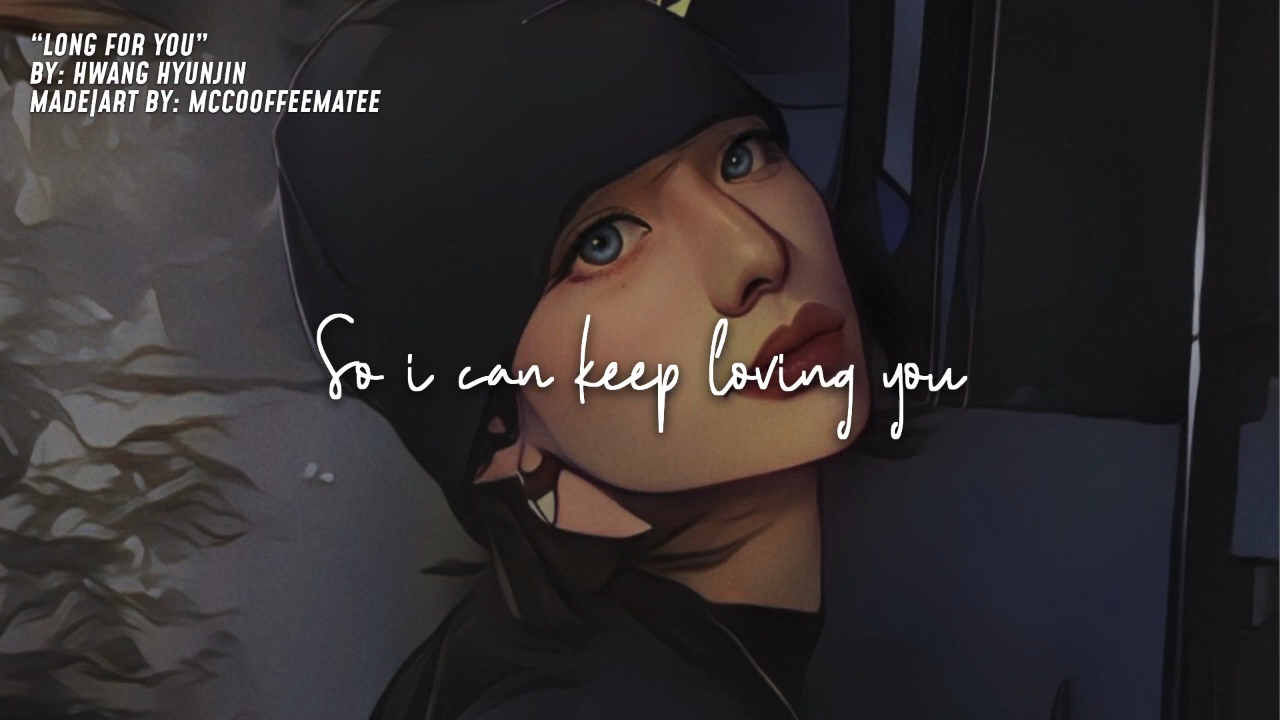 “LONG FOR YOU”
BY: HWANG HYUNJIN
MADE|ART BY: MCCOOFFEEMATEE
So i can keep loving you